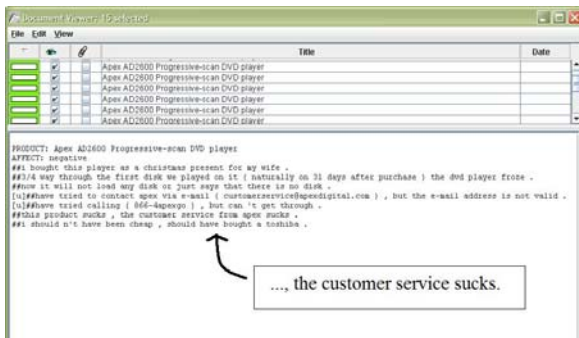 Document Viewer: 15 selected
File Edit View
Title Date
Apex AD2600 Progressive-scan DVD player
Apex AD2600 Progressive-scan DVD player
Apex AD2600 Progressive-scan DVD player
Apex AD2600 Progressive-scan DVD player
Apex AD2600 Progressive-scan DVD player
PRODUCT: Apex AD2600 Progressive-scan DVD player
AFFECT: negative
##i bought this player as a christmas present for my wife .
##3/4 way through the first disk we played on it ( naturally on 31 days after purchase ) the dvd player froze .
##now it will not load any disk or just says that there is no disk .
[u]##have tried to contact apex via e-mail ( customerservice@apexdigital.com ) , but the e-mail address is not valid .
[u]##have tried calling ( 866-4apexgo ) , but can 't get through .
##this product sucks , the customer service from apex sucks .
##i should n't have been cheap , should have bought a toshiba .
..., the customer service sucks.